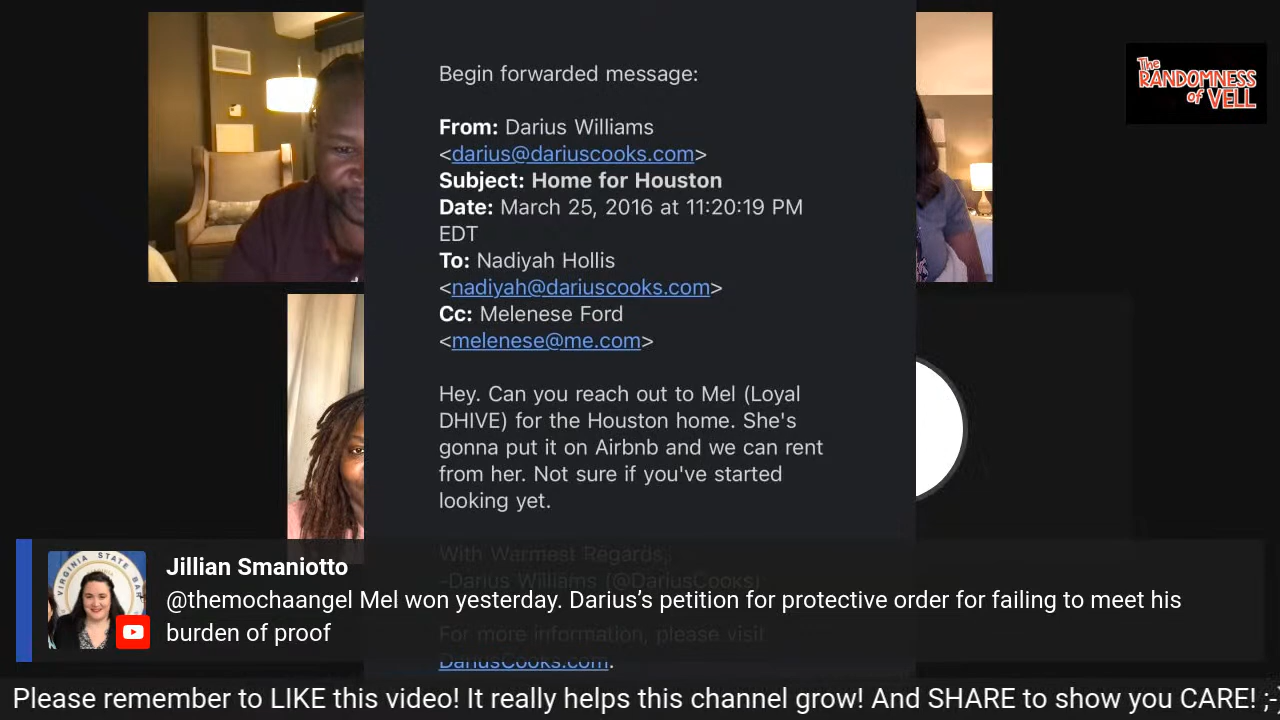 Begin forwarded message:
From: Darius Williams
<darius@dariuscooks.com>
Subject: Home for Houston
Date: March 25, 2016 at 11:20:19 PM
EDT
To: Nadiyah Hollis
<nadiyah@dariuscooks.com>
Cc: Melenese Ford
<melenese@me.com>
Hey. Can you reach out to Mel (Loyal
DHIVE) for the Houston home. She's
gonna put it on Airbnb and we can rent
from her. Not sure if you've started
looking yet.
With Warmest Regards,
-Darius Williams (@DariusCooks)
For more information, please visit
DariusCooks.com.
The
RANDOMNESS
of VELL
VIRGINIA STATE BAR
Jillian Smaniotto
@themochaangel Mel won yesterday. Darius’s petition for protective order for failing to meet his
burden of proof
Please remember to LIKE this video! It really helps this channel grow! And SHARE to show you CARE! ;-)